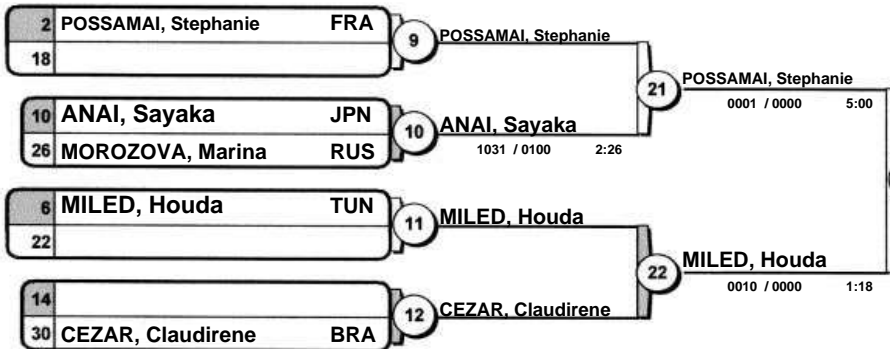 2 POSSAMAI, Stephanie FRA
18
9
POSSAMAI, Stephanie
10 ANAI, Sayaka JPN
26 MOROZOVA, Marina RUS
10
ANAI, Sayaka
1031 / 0100 2:26
21
POSSAMAI, Stephanie
0001 / 0000 5:00
6 MILED, Houda TUN
22
11
MILED, Houda
14
30 CEZAR, Claudirene BRA
12
CEZAR, Claudirene
22
MILED, Houda
0010 / 0000 1:18